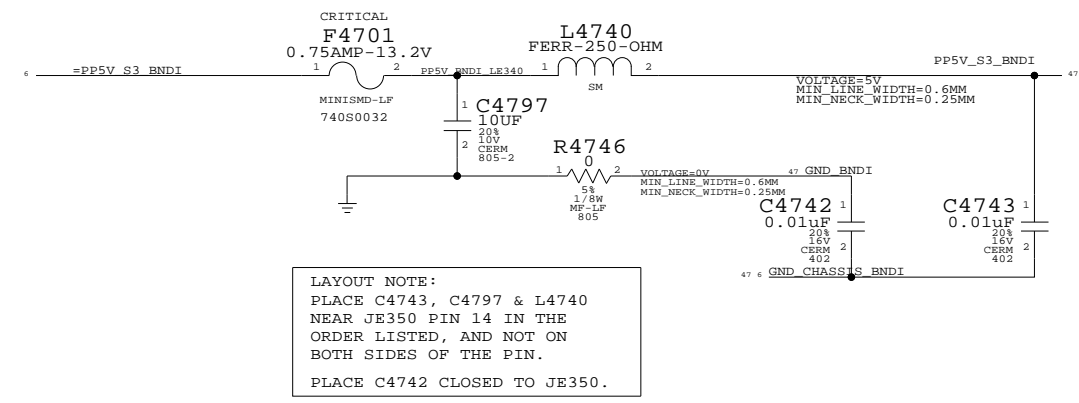 CRITICAL
F4701
0.75AMP-13.2V
6
=PP5V_S3_BNDI
1
2
MINISMD-LF
740S0032
PP5V_BNDI_LE340
L4740
FERR-250-OHM
1
2
SM
PP5V_S3_BNDI
47
VOLTAGE=5V
MIN_LINE_WIDTH=0.6MM
MIN_NECK_WIDTH=0.25MM
1
C4797
10UF
20%
10V
2
CERM
805-2
R4746
0
1
2
5%
1/8W
MF-LF
805
VOLTAGE=0V
MIN_LINE_WIDTH=0.6MM
MIN_NECK_WIDTH=0.25MM
47
GND_BNDI
C4742
1
0.01uF
20%
16V
2
CERM
402
C4743
1
0.01uF
20%
16V
2
CERM
402
47 6
GND_CHASSIS_BNDI
LAYOUT NOTE:
PLACE C4743, C4797 & L4740
NEAR JE350 PIN 14 IN THE
ORDER LISTED, AND NOT ON
BOTH SIDES OF THE PIN.
PLACE C4742 CLOSED TO JE350.